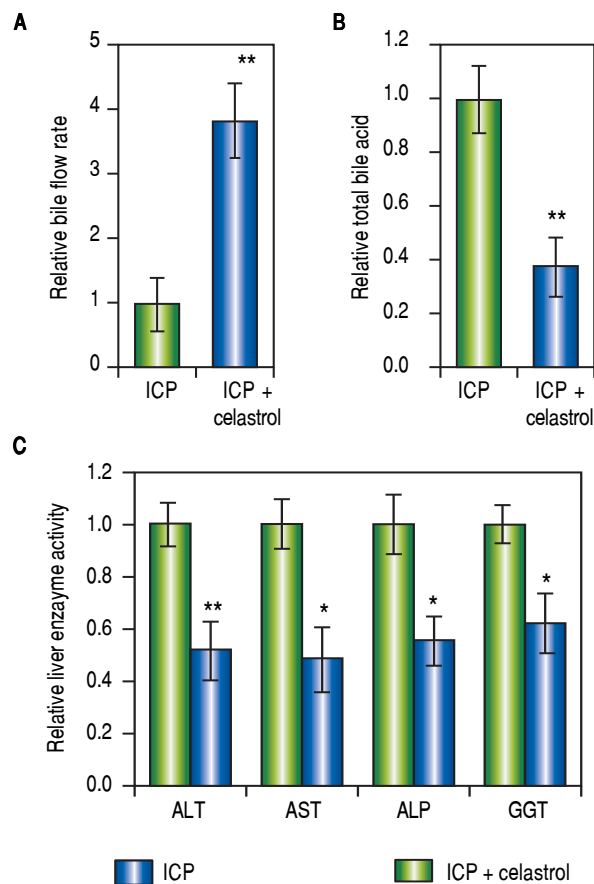 A
Relative bile flow rate
5
4
3
2
1
0
**
ICP
ICP +
celastrol
B
Relative total bile acid
1.2
1.0
0.8
0.6
0.4
0.2
0.0
**
ICP
ICP +
celastrol
C
Relative liver enzayme activity
1.2
1.0
0.8
0.6
0.4
0.2
0.0
**
*
*
*
ALT
AST
ALP
GGT
ICP
ICP + celastrol